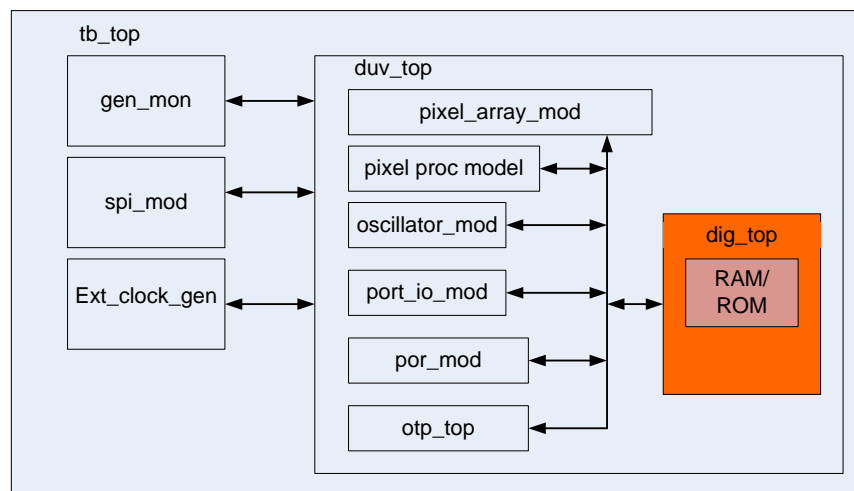 tb_top
gen_mon
spi_mod
Ext_clock_gen
duv_top
pixel_array_mod
pixel proc model
oscillator_mod
port_io_mod
por_mod
otp_top
dig_top
RAM/
ROM